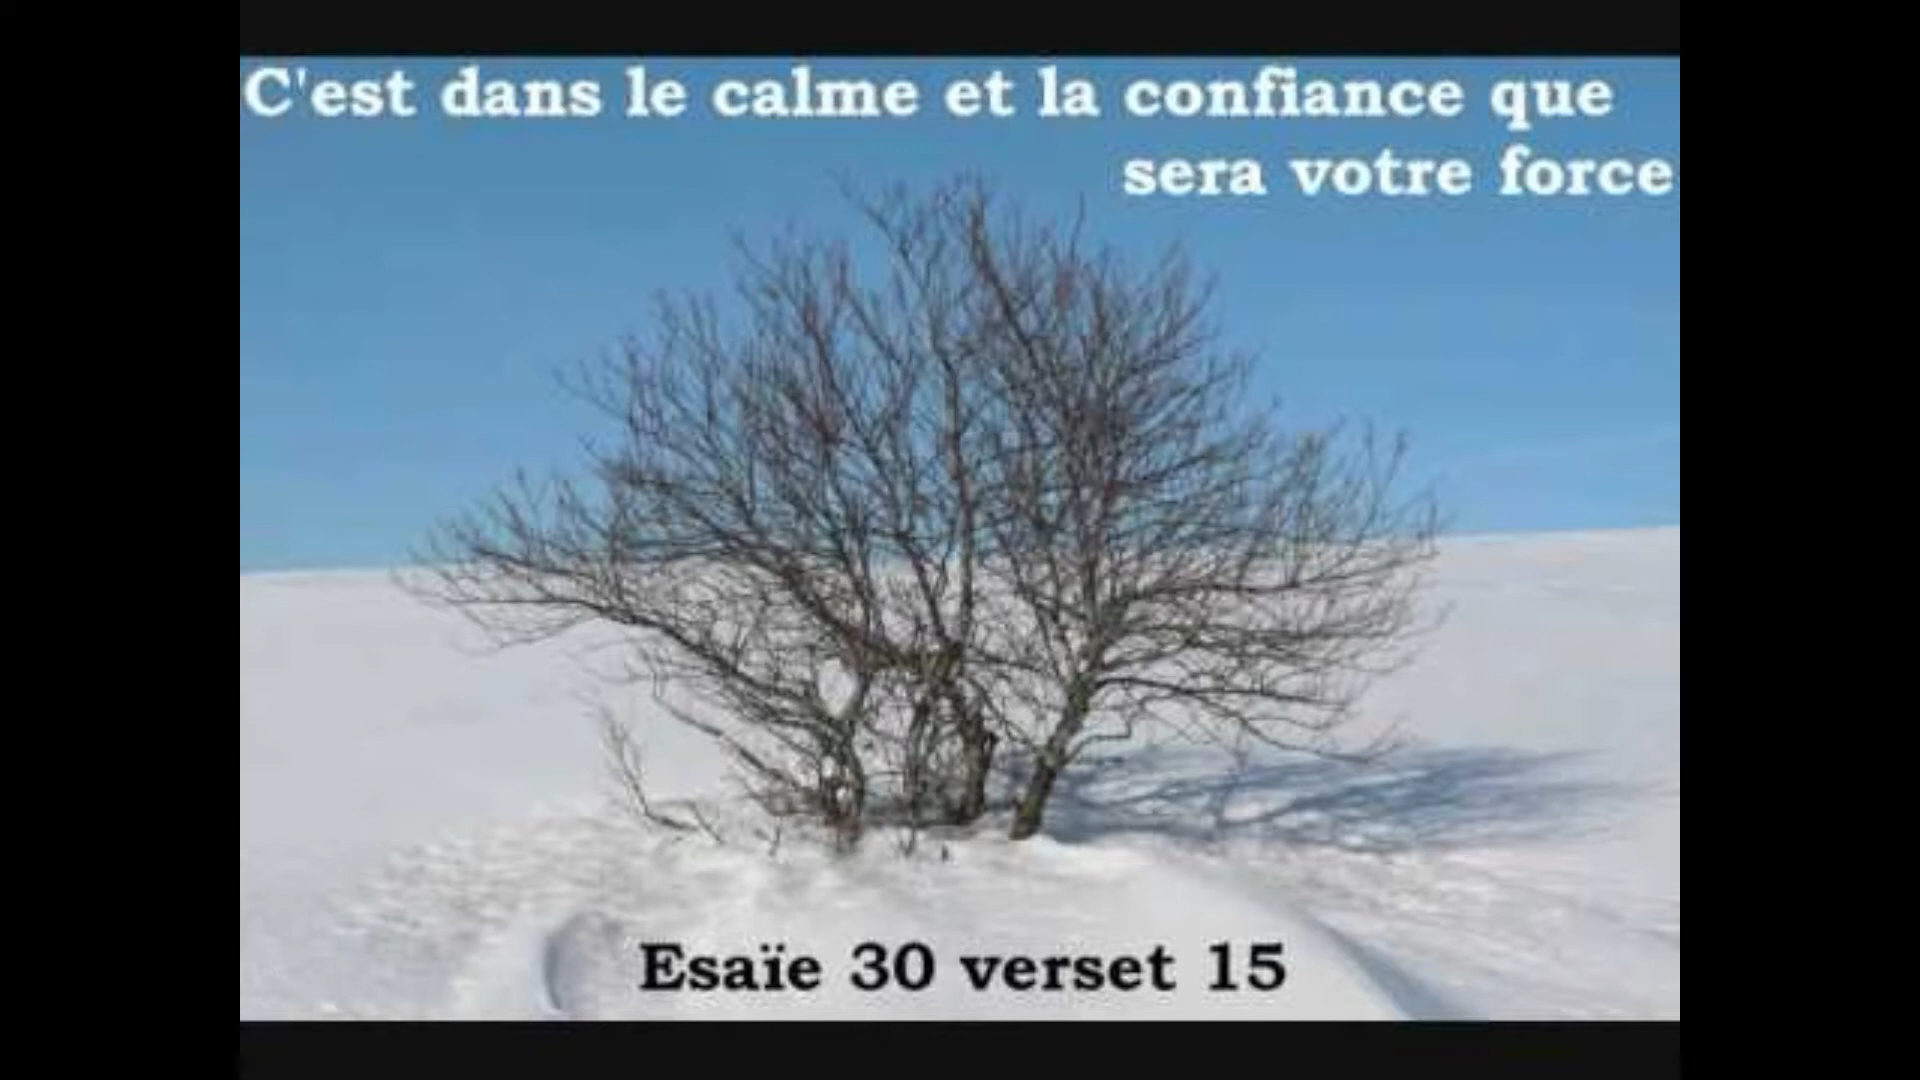 C'est dans le calme et la confiance que
sera votre force
Esaïe 30 verset 15